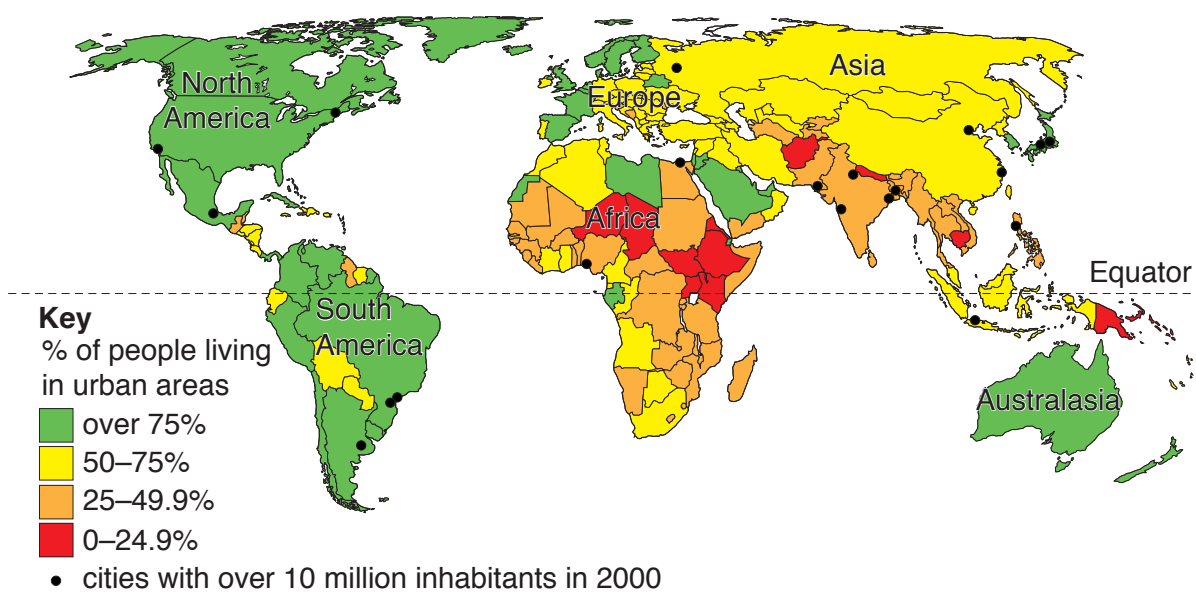 North
America
Europe
Asia
Africa
Equator
South
America
Australasia
Key
% of people living
in urban areas
over 75%
50–75%
25–49.9%
0–24.9%
cities with over 10 million inhabitants in 2000